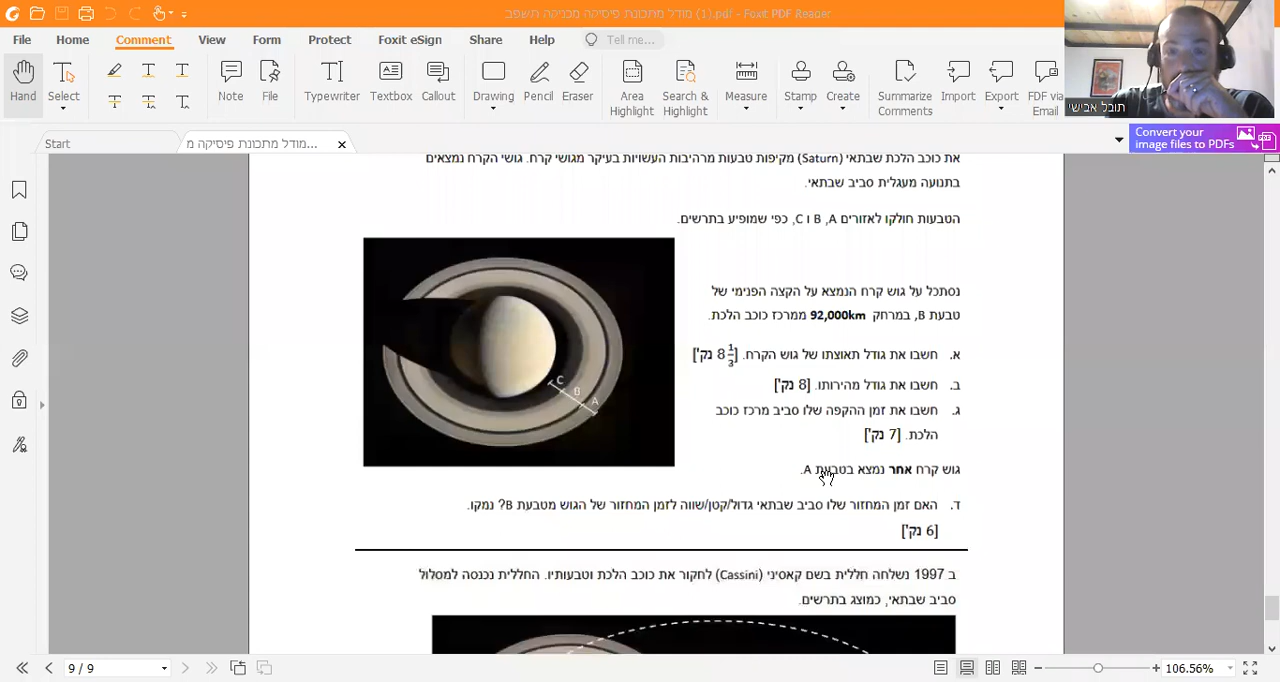 מודל מתכונת פיסיקה מכניקה תשפב (1).pdf - Foxit PDF Reader
File Home Comment View Form Protect Foxit eSign Share Help Tell me...
Hand Select Note File Typewriter Textbox Callout Drawing Pencil Eraser Area Highlight Search & Highlight Measure Stamp Create Summarize Comments Import Export FDF via Email
תובל אבישי
Start
מודל מתכונת פיסיקה מ...
Convert your image files to PDFs
את כוכב הלכת שבתאי (Saturn) מקיפות טבעות מרהיבות העשויות בעיקר מגושי קרח. גושי הקרח נמצאים
בתנועה מעגלית סביב שבתאי.
הטבעות חולקו לאזורים A, B ו C, כפי שמופיע בתרשים.
נסתכל על גוש קרח הנמצא על הקצה הפנימי של
טבעת B, במרחק 92,000km ממרכז כוכב הלכת.
א. חשבו את גודל תאוצתו של גוש הקרח. [8 1/3 נק']
ב. חשבו את גודל מהירותו. [8 נק']
ג. חשבו את זמן ההקפה שלו סביב מרכז כוכב
הלכת. [7 נק']
C
B
A
גוש קרח אחר נמצא בטבעת A.
ד. האם זמן המחזור שלו סביב שבתאי גדול/קטן/שווה לזמן המחזור של הגוש מטבעת B? נמקו.
[6 נק']
ב 1997 נשלחה חללית בשם קאסיני (Cassini) לחקור את כוכב הלכת וטבעותיו. החללית נכנסה למסלול
סביב שבתאי, כמוצג בתרשים.
9 / 9
106.56%